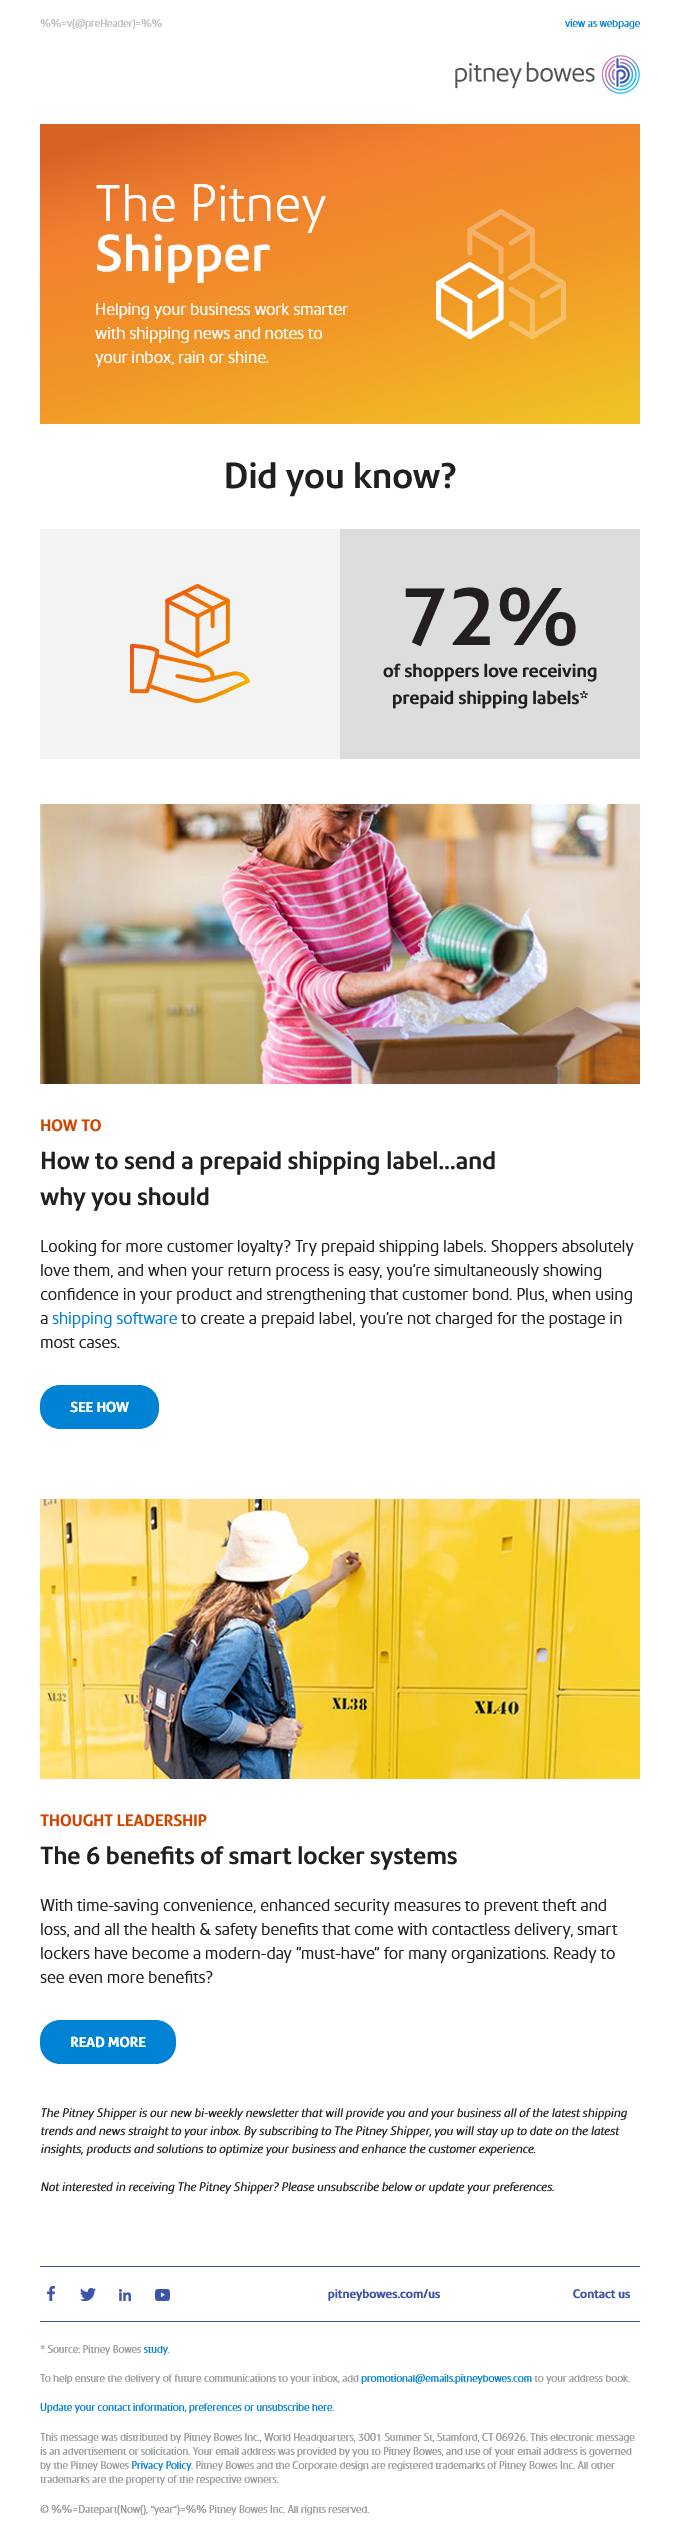 %%=v(@preHeader)=%%
view as webpage
pitney bowes
The Pitney
Shipper
Helping your business work smarter
with shipping news and notes to
your inbox, rain or shine.
Did you know?
72%
of shoppers love receiving
prepaid shipping labels*
HOW TO
How to send a prepaid shipping label...and
why you should
Looking for more customer loyalty? Try prepaid shipping labels. Shoppers absolutely
love them, and when your return process is easy, you're simultaneously showing
confidence in your product and strengthening that customer bond. Plus, when using
a shipping software to create a prepaid label, you're not charged for the postage in
most cases.
SEE HOW
XL32
XL38
XL40
THOUGHT LEADERSHIP
The 6 benefits of smart locker systems
With time-saving convenience, enhanced security measures to prevent theft and
loss, and all the health & safety benefits that come with contactless delivery, smart
lockers have become a modern-day "must-have" for many organizations. Ready to
see even more benefits?
READ MORE
The Pitney Shipper is our new bi-weekly newsletter that will provide you and your business all of the latest shipping
trends and news straight to your inbox. By subscribing to The Pitney Shipper, you will stay up to date on the latest
insights, products and solutions to optimize your business and enhance the customer experience.
Not interested in receiving The Pitney Shipper? Please unsubscribe below or update your preferences.
pitneybowes.com/us
Contact us
* Source: Pitney Bowes study.
To help ensure the delivery of future communications to your inbox, add promotional@emails.pitneybowes.com to your address book.
Update your contact information, preferences or unsubscribe here.
This message was distributed by Pitney Bowes Inc., World Headquarters, 3001 Summer St, Stamford, CT 06926. This electronic message
is an advertisement or solicitation. Your email address was provided by you to Pitney Bowes, and use of your email address is governed
by the Pitney Bowes Privacy Policy. Pitney Bowes and the Corporate design are registered trademarks of Pitney Bowes Inc. All other
trademarks are the property of the respective owners.
© %%=Datepart(Now(), "year")=%% Pitney Bowes Inc. All rights reserved.